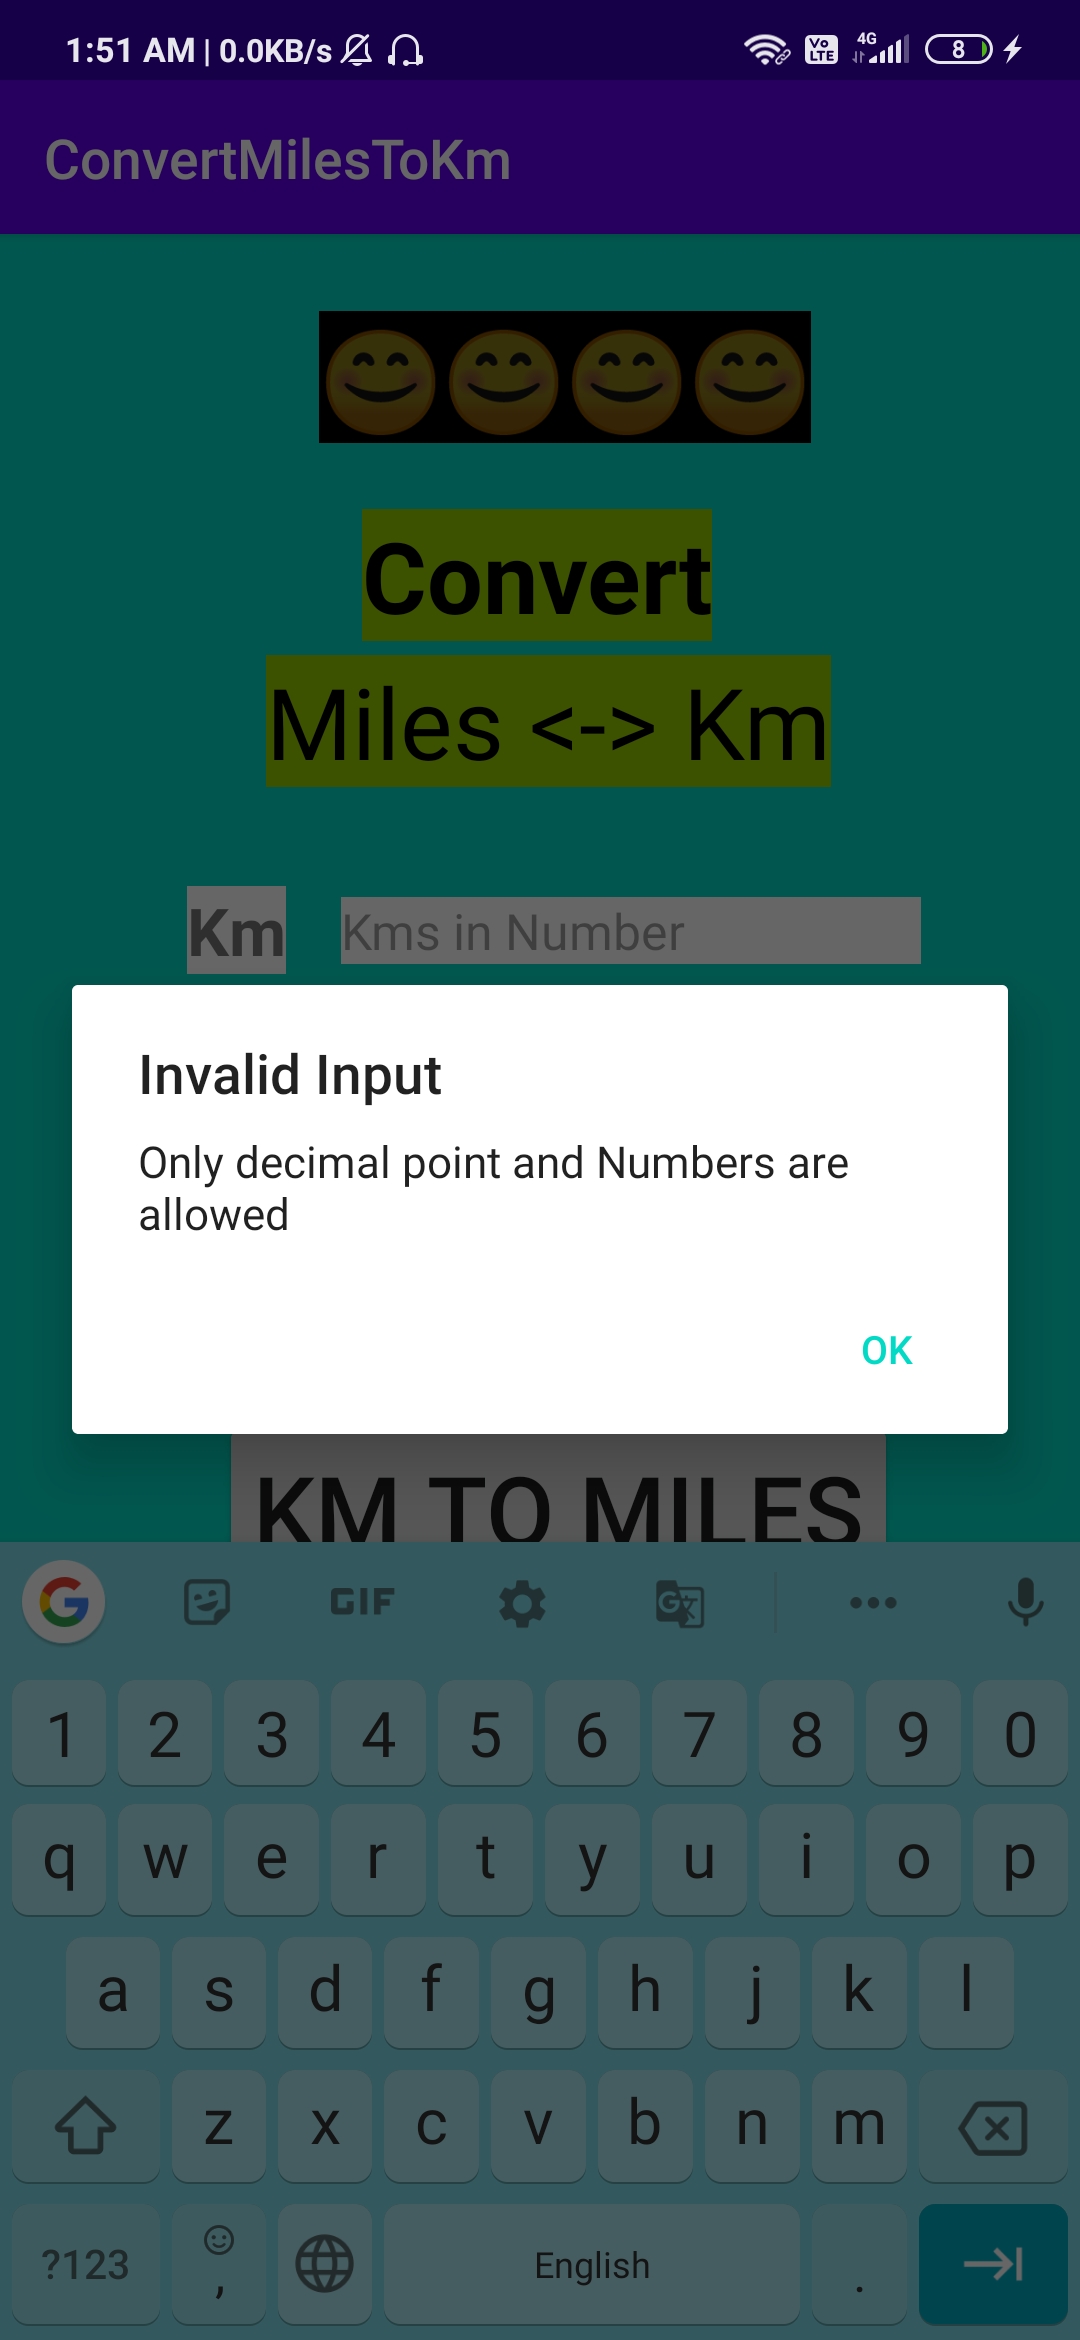 1:51 AM | 0.0KB/s
Vo LTE 4G 8
ConvertMilesToKm
😊😊😊😊
Convert
Miles <-> Km
Km Kms in Number
Invalid Input
Only decimal point and Numbers are
allowed
OK
KM TO MILES
G GIF G文
1 2 3 4 5 6 7 8 9 0
q w e r t y u i o p
a s d f g h j k l
z x c v b n m
?123 , English .